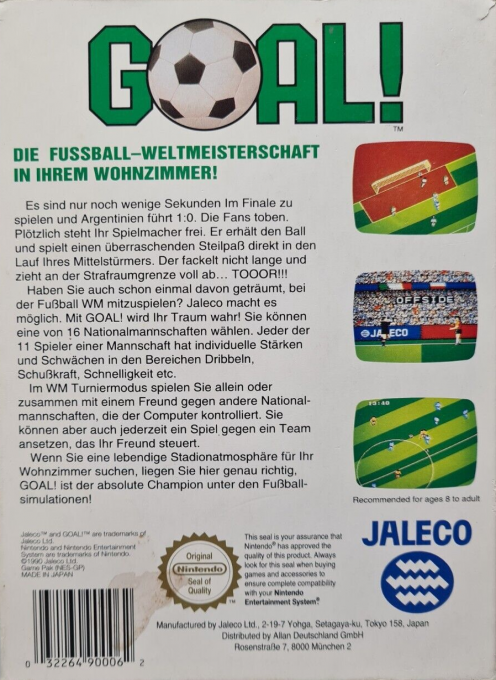 GOAL!
TM
DIE FUSSBALL–WELTMEISTERSCHAFT
IN IHREM WOHNZIMMER!
Es sind nur noch wenige Sekunden Im Finale zu
spielen und Argentinien führt 1:0. Die Fans toben.
Plötzlich steht Ihr Spielmacher frei. Er erhält den Ball
und spielt einen überraschenden Steilpaß direkt in den
Lauf Ihres Mittelstürmers. Der fackelt nicht lange und
zieht an der Strafraumgrenze voll ab... TOOOR!!!
Haben Sie auch schon einmal davon geträumt, bei
der Fußball WM mitzuspielen? Jaleco macht es
möglich. Mit GOAL! wird Ihr Traum wahr! Sie können
eine von 16 Nationalmannschaften wählen. Jeder der
11 Spieler einer Mannschaft hat individuelle Stärken
und Schwächen in den Bereichen Dribbeln,
Schußkraft, Schnelligkeit etc.
Im WM Turniermodus spielen Sie allein oder
zusammen mit einem Freund gegen andere National-
mannschaften, die der Computer kontrolliert. Sie
können aber auch jederzeit ein Spiel gegen ein Team
ansetzen, das Ihr Freund steuert.
Wenn Sie eine lebendige Stadionatmosphäre für Ihr
Wohnzimmer suchen, liegen Sie hier genau richtig,
GOAL! ist der absolute Champion unter den Fußball-
simulationen!
OFFSIDE
JALECO
Recommended for ages 8 to adult
Jaleco™ and GOAL!™ are trademarks of
Jaleco Ltd.
Nintendo and Nintendo Entertainment
System are trademarks of Nintendo.
©1990 Jaleco Ltd.
Game Pak (NES-GP)
MADE IN JAPAN
Original
Nintendo
Seal of
Quality
TM
This seal is your assurance that
Nintendo® has approved the
quality of this product. Always
look for this seal when buying
games and accessories to
ensure complete compatibility
with your Nintendo
Entertainment System®.
JALECO
0 32264 90006 2
Manufactured by Jaleco Ltd., 2-19-7 Yohga, Setagaya-ku, Tokyo 158, Japan
Distributed by Allan Deutschland GmbH
Rosenstraße 7, 8000 München 2